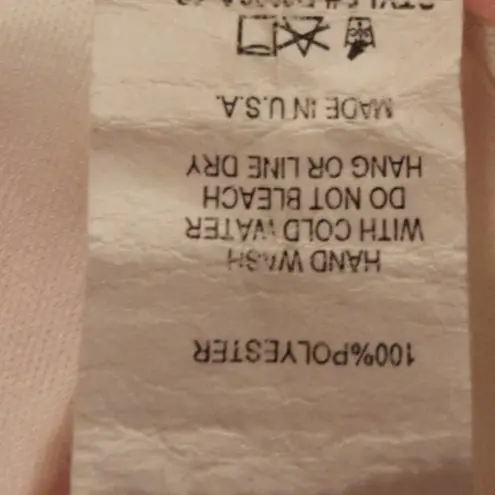 100%POLYESTER
HAND WASH
WITH COLD WATER
DO NOT BLEACH
HANG OR LINE DRY
MADE IN U.S.A.